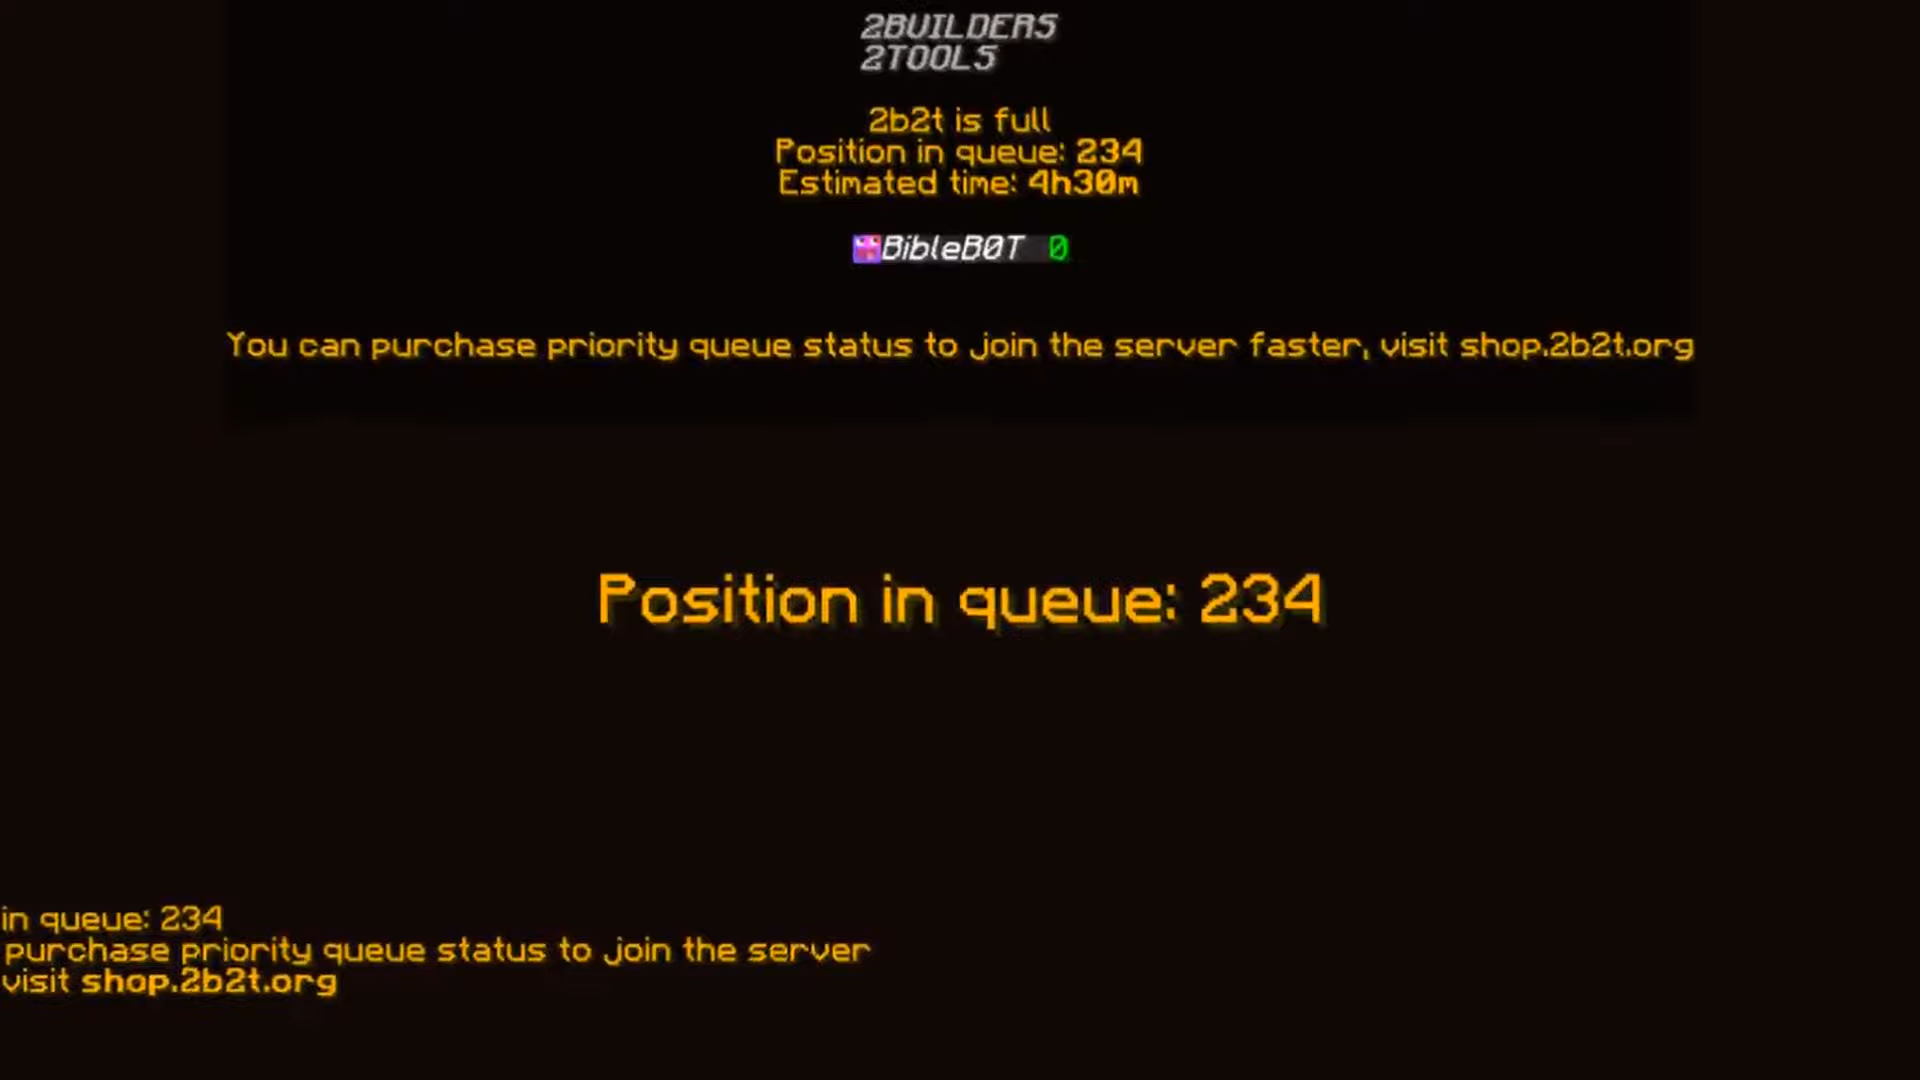 2BUILDERS
2TOOLS
2b2t is full
Position in queue: 234
Estimated time: 4h30m
BibleB0T 0
You can purchase priority queue status to join the server faster, visit shop.2b2t.org
Position in queue: 234
in queue: 234
purchase priority queue status to join the server
visit shop.2b2t.org